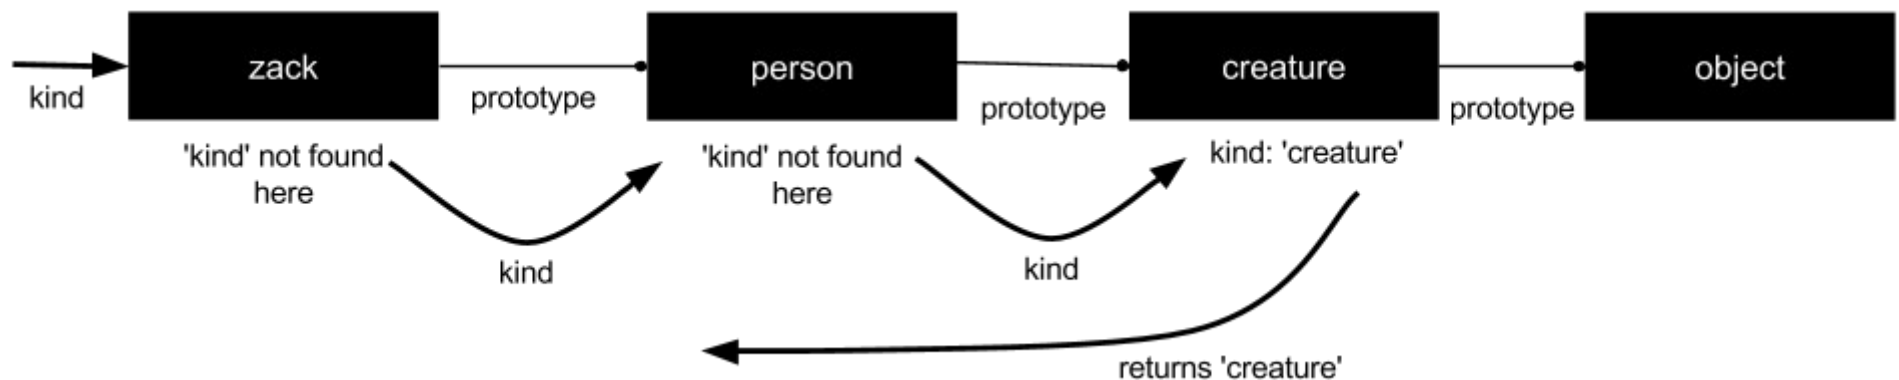 zack
person
creature
object
kind
prototype
prototype
prototype
'kind' not found
here
'kind' not found
here
kind: 'creature'
kind
kind
returns 'creature'